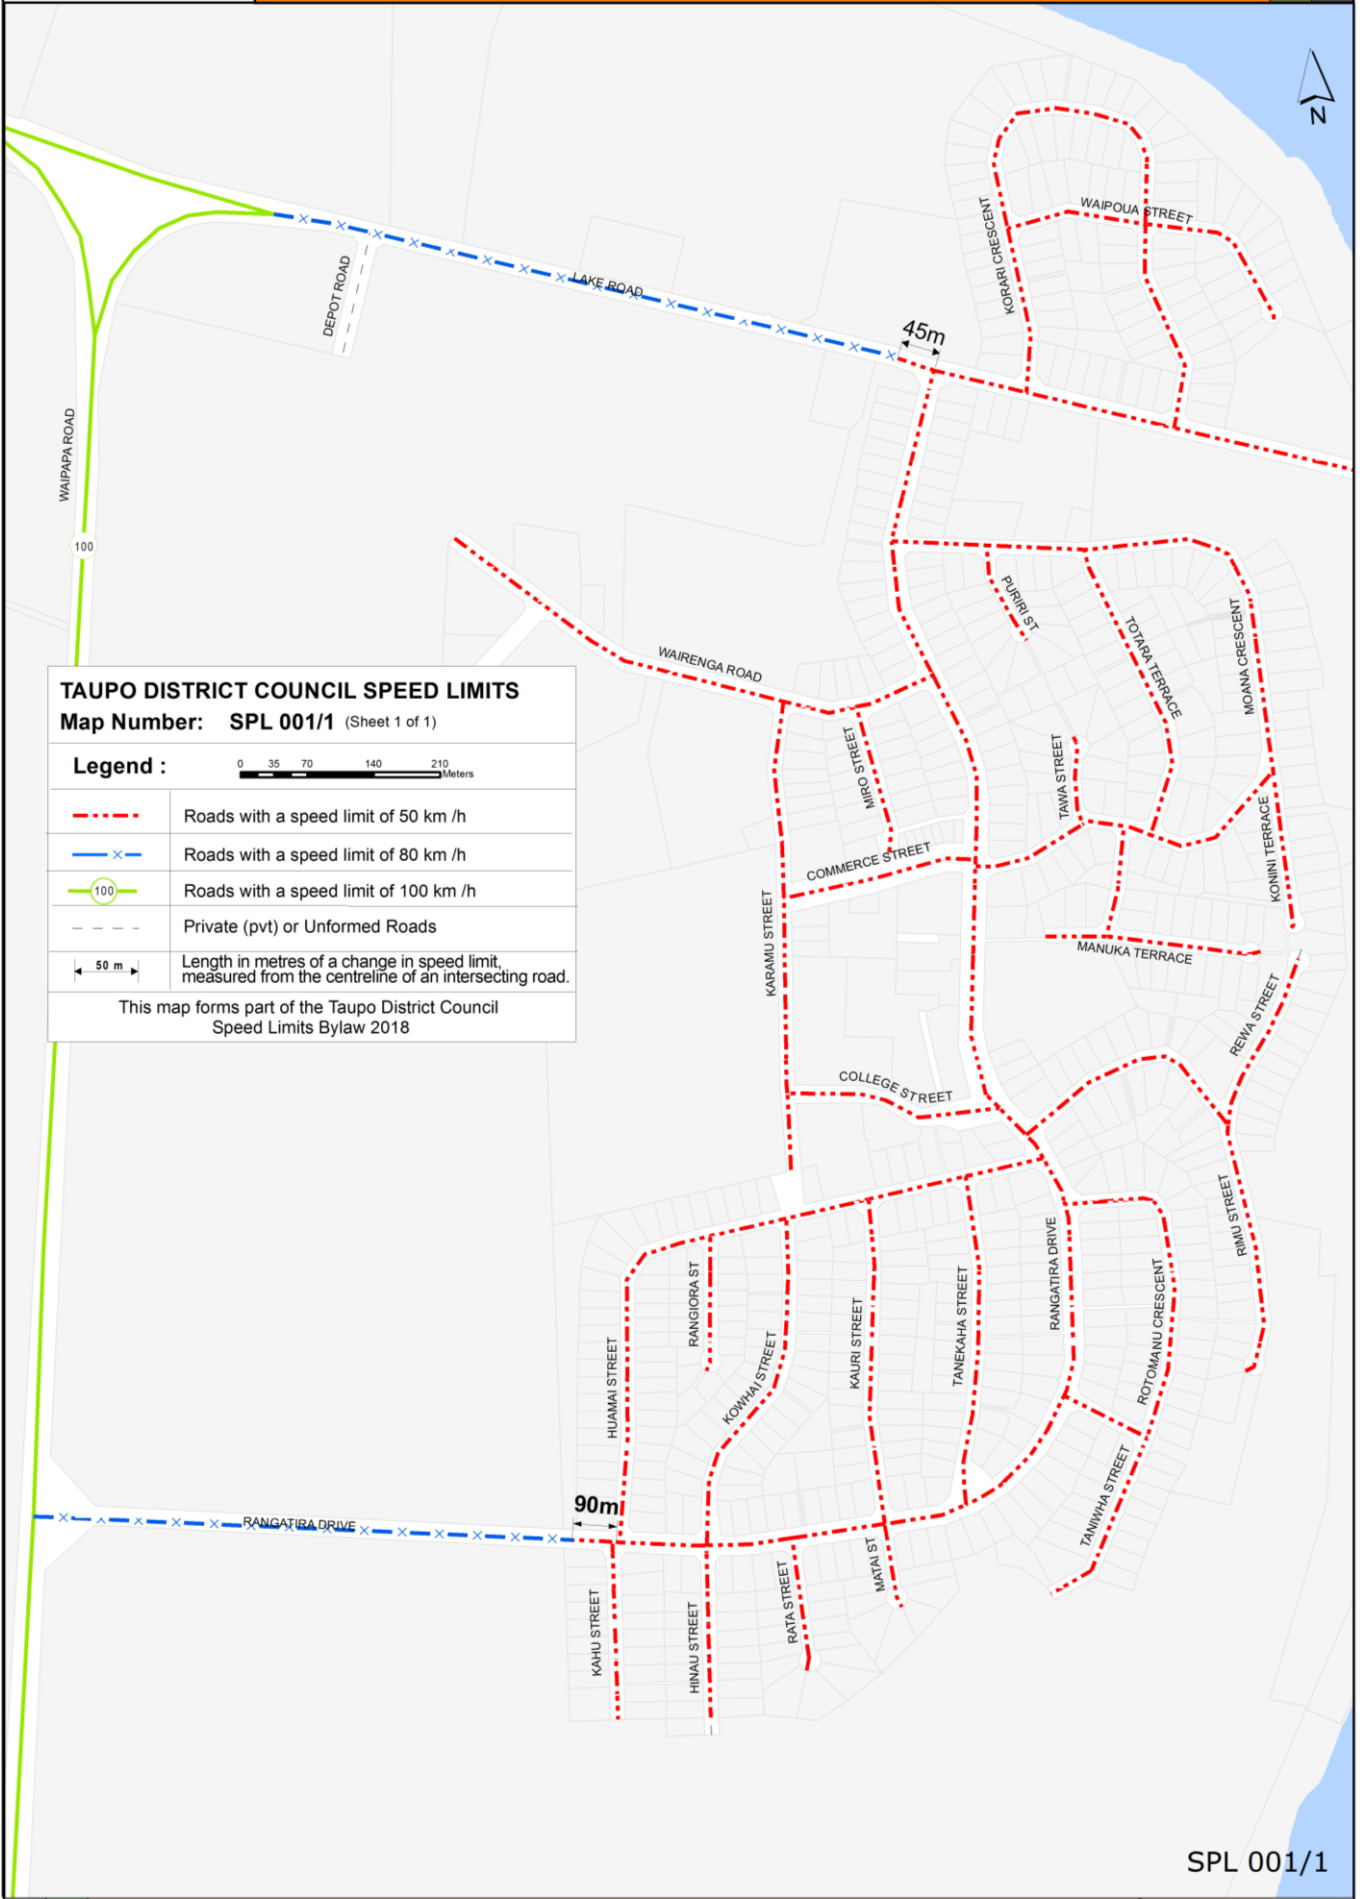 N
WAIPOUA STREET
KORARI CRESCENT
DEPOT ROAD
LAKE ROAD
45m
WAIPAPA ROAD
100
PURIRI ST
TOTARA TERRACE
MOANA CRESCENT
WAIRENGA ROAD
MIRO STREET
TAWA STREET
KONINI TERRACE
COMMERCE STREET
KARAMU STREET
MANUKA TERRACE
REWA STREET
COLLEGE STREET
RIMU STREET
RANGATIRA DRIVE
ROTOMANU CRESCENT
RANGIORA ST
HUAMAI STREET
KOWHAI STREET
KAURI STREET
TANEKAHA STREET
TANIWHA STREET
90m
RANGATIRA DRIVE
KAHU STREET
HINAU STREET
RATA STREET
MATAI ST
TAUPO DISTRICT COUNCIL SPEED LIMITS
Map Number: SPL 001/1 (Sheet 1 of 1)
Legend :
0 35 70 140 210
Meters
Roads with a speed limit of 50 km /h
Roads with a speed limit of 80 km /h
100 Roads with a speed limit of 100 km /h
Private (pvt) or Unformed Roads
50 m Length in metres of a change in speed limit,
measured from the centreline of an intersecting road.
This map forms part of the Taupo District Council
Speed Limits Bylaw 2018
SPL 001/1